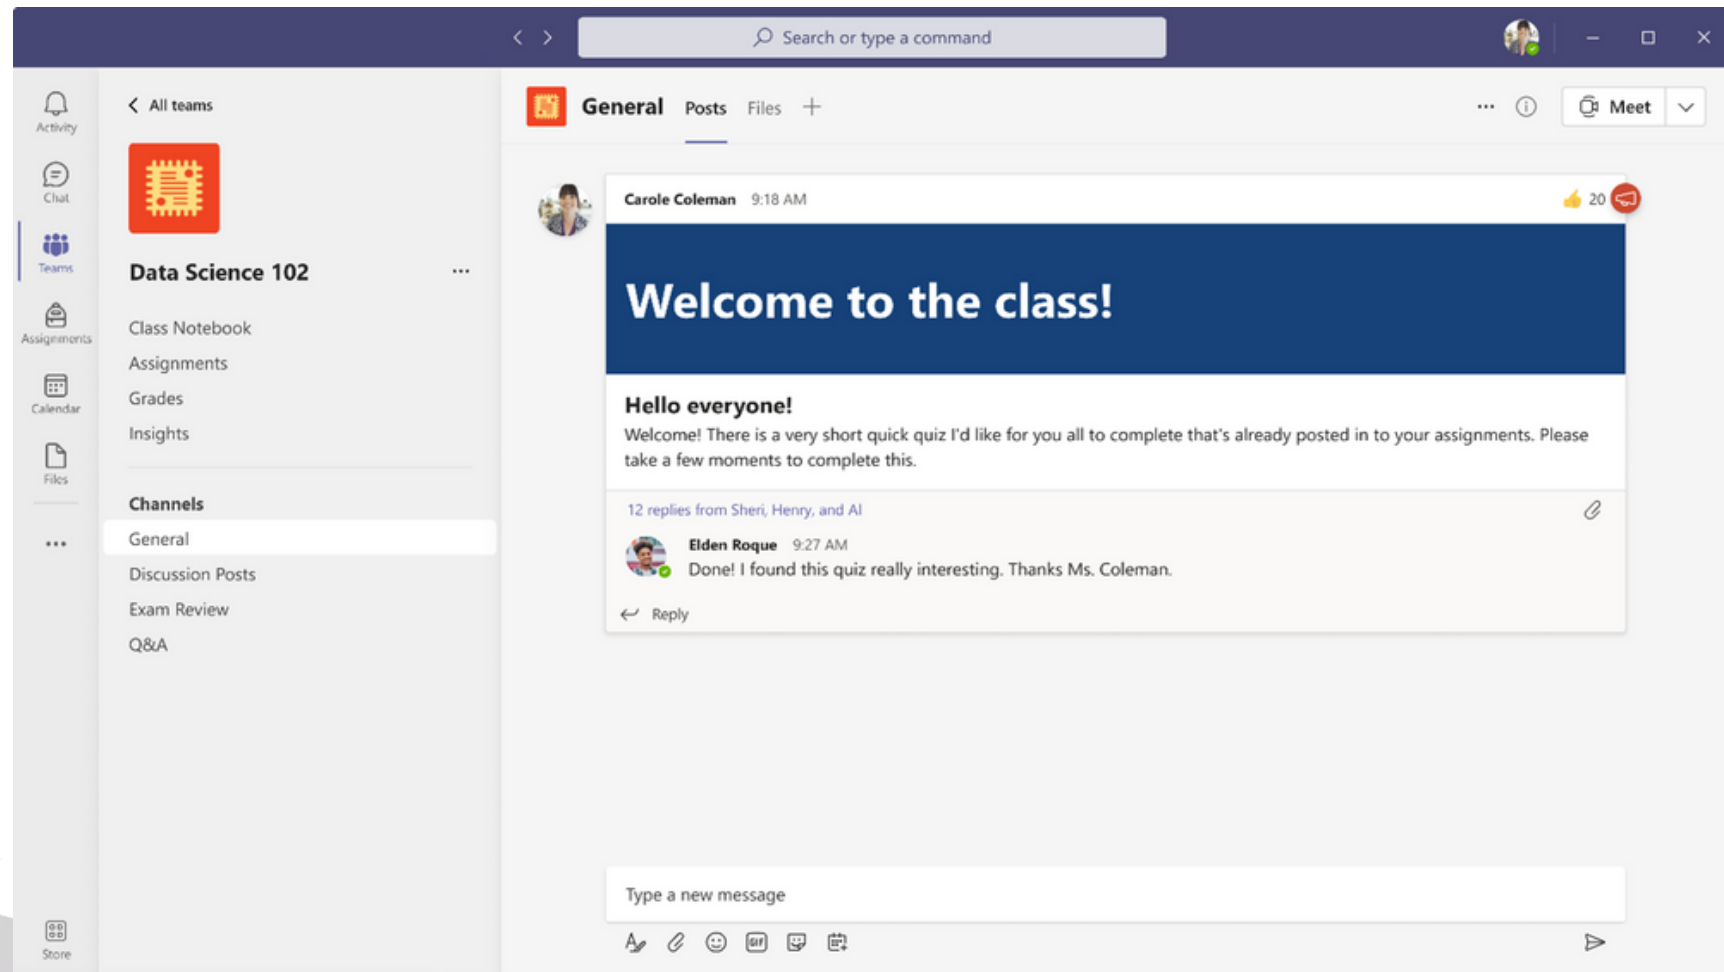 Search or type a command
Activity
Chat
Teams
Assignments
Calendar
Files
Store
All teams
Data Science 102
Class Notebook
Assignments
Grades
Insights
Channels
General
Discussion Posts
Exam Review
Q&A
General Posts Files
Meet
Carole Coleman 9:18 AM
20
Welcome to the class!
Hello everyone!
Welcome! There is a very short quick quiz I'd like for you all to complete that's already posted in to your assignments. Please
take a few moments to complete this.
12 replies from Sheri, Henry, and Al
Elden Roque 9:27 AM
Done! I found this quiz really interesting. Thanks Ms. Coleman.
Reply
Type a new message
GIF